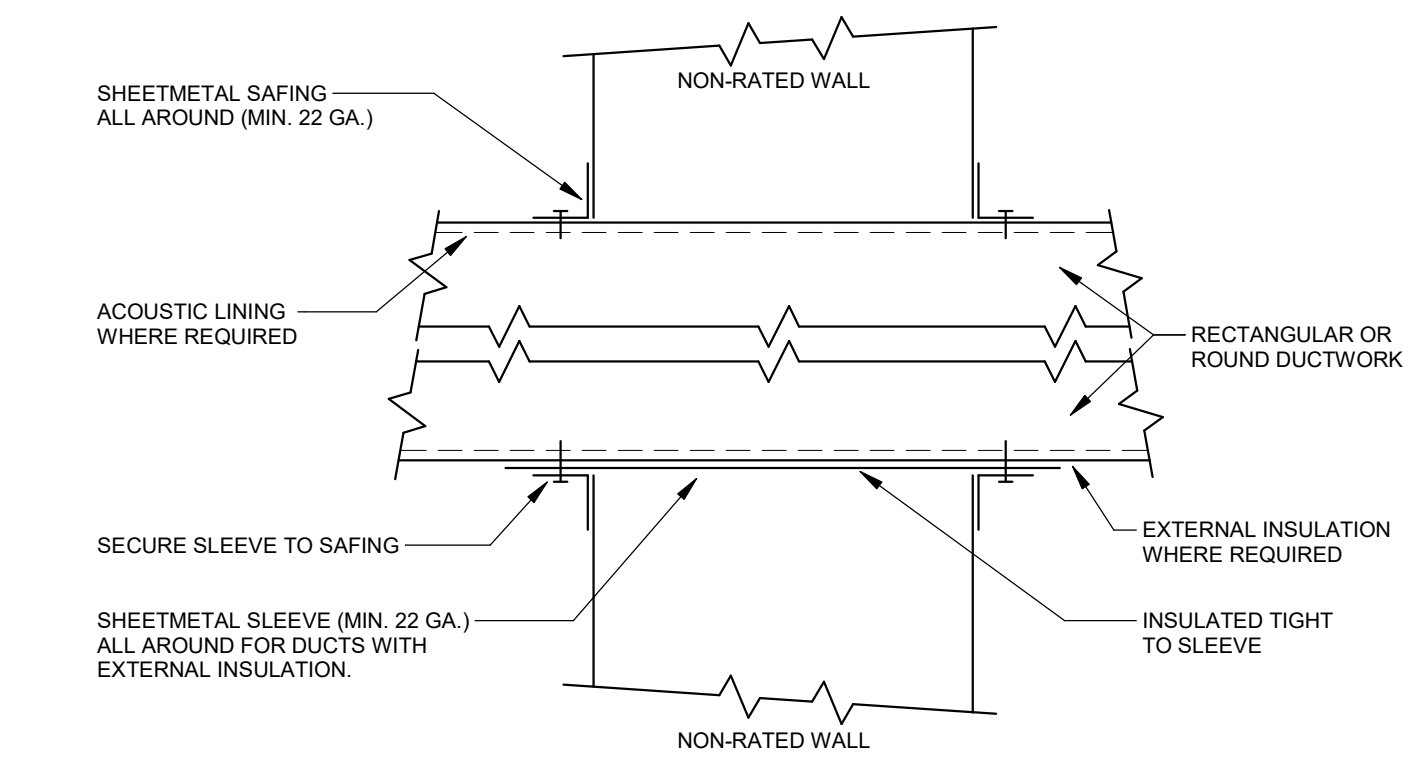 NON-RATED WALL
SHEETMETAL SAFING
ALL AROUND (MIN. 22 GA.)
ACOUSTIC LINING
WHERE REQUIRED
RECTANGULAR OR
ROUND DUCTWORK
SECURE SLEEVE TO SAFING
EXTERNAL INSULATION
WHERE REQUIRED
SHEETMETAL SLEEVE (MIN. 22 GA.)
ALL AROUND FOR DUCTS WITH
EXTERNAL INSULATION.
INSULATED TIGHT
TO SLEEVE
NON-RATED WALL